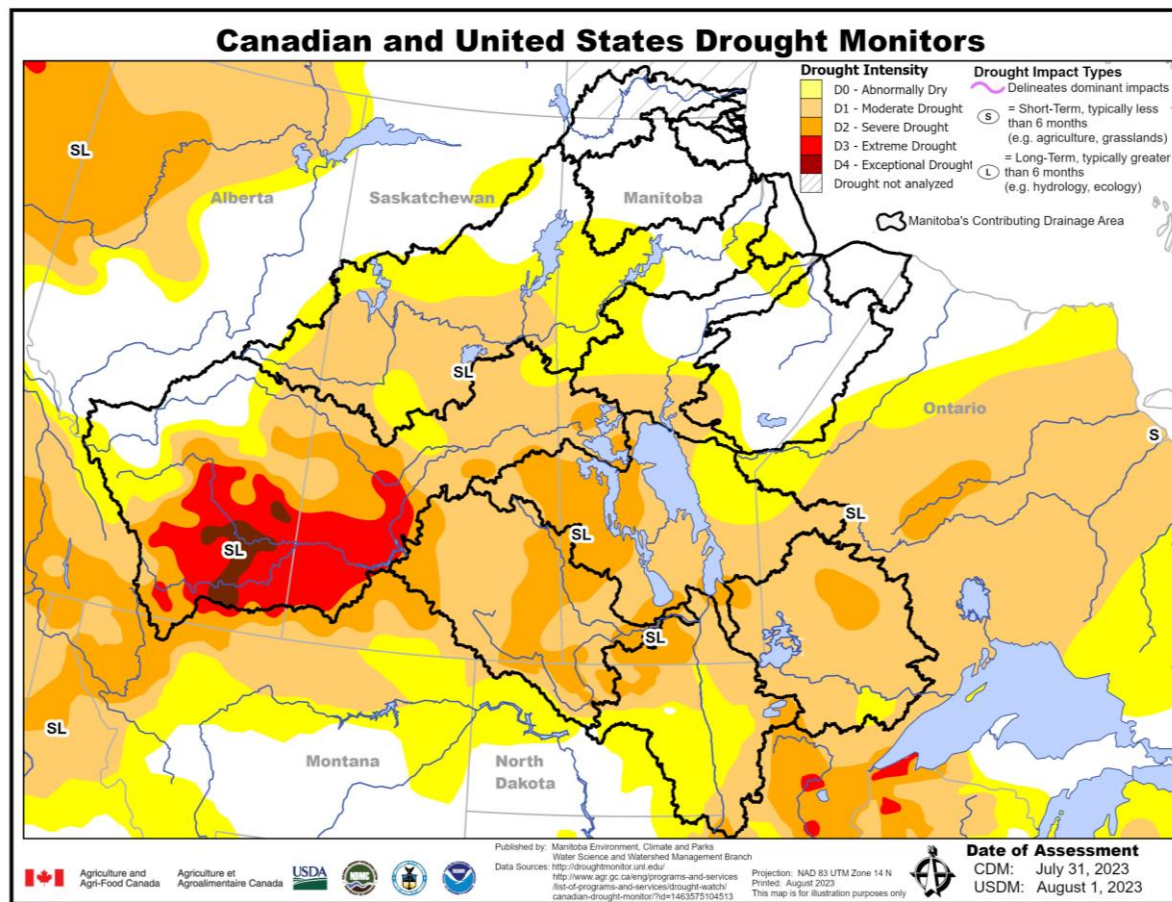 Canadian and United States Drought Monitors
Drought Intensity
D0 - Abnormally Dry
D1 - Moderate Drought
D2 - Severe Drought
D3 - Extreme Drought
D4 - Exceptional Drought
Drought not analyzed
Drought Impact Types
Delineates dominant impacts
S = Short-Term, typically less
than 6 months
(e.g. agriculture, grasslands)
L = Long-Term, typically greater
than 6 months
(e.g. hydrology, ecology)
Manitoba's Contributing Drainage Area
SL
Alberta
Saskatchewan
Manitoba
SL
Ontario
S
SL
SL
SL
SL
SL
Montana
North
Dakota
Agriculture and
Agri-Food Canada
Agriculture et
Agroalimentaire Canada
USDA
NDMC
Published by: Manitoba Environment, Climate and Parks
Water Science and Watershed Management Branch
Data Sources: http://droughtmonitor.unl.edu/
http://www.agr.gc.ca/eng/programs-and-services
/list-of-programs-and-services/drought-watch/
canadian-drought-monitor/?id=1463575104513
Projection: NAD 83 UTM Zone 14 N
Printed: August 2023
This map is for illustration purposes only
Date of Assessment
CDM: July 31, 2023
USDM: August 1, 2023